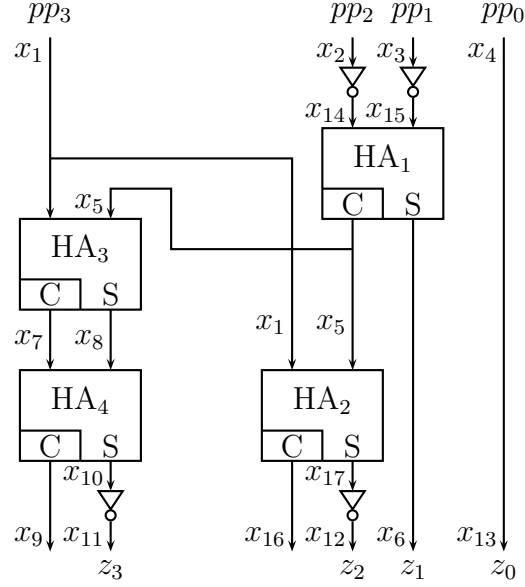 pp₃ pp₂ pp₁ pp₀
x₁ x₂ x₃ x₄
x₁₄ x₁₅
HA₁
x₅ C S
HA₃
C S
x₇ x₈ x₁ x₅
HA₄ HA₂
C S C S
x₁₀ x₁₇
x₉ x₁₁ x₁₆ x₁₂ x₆ x₁₃
z₃ z₂ z₁ z₀